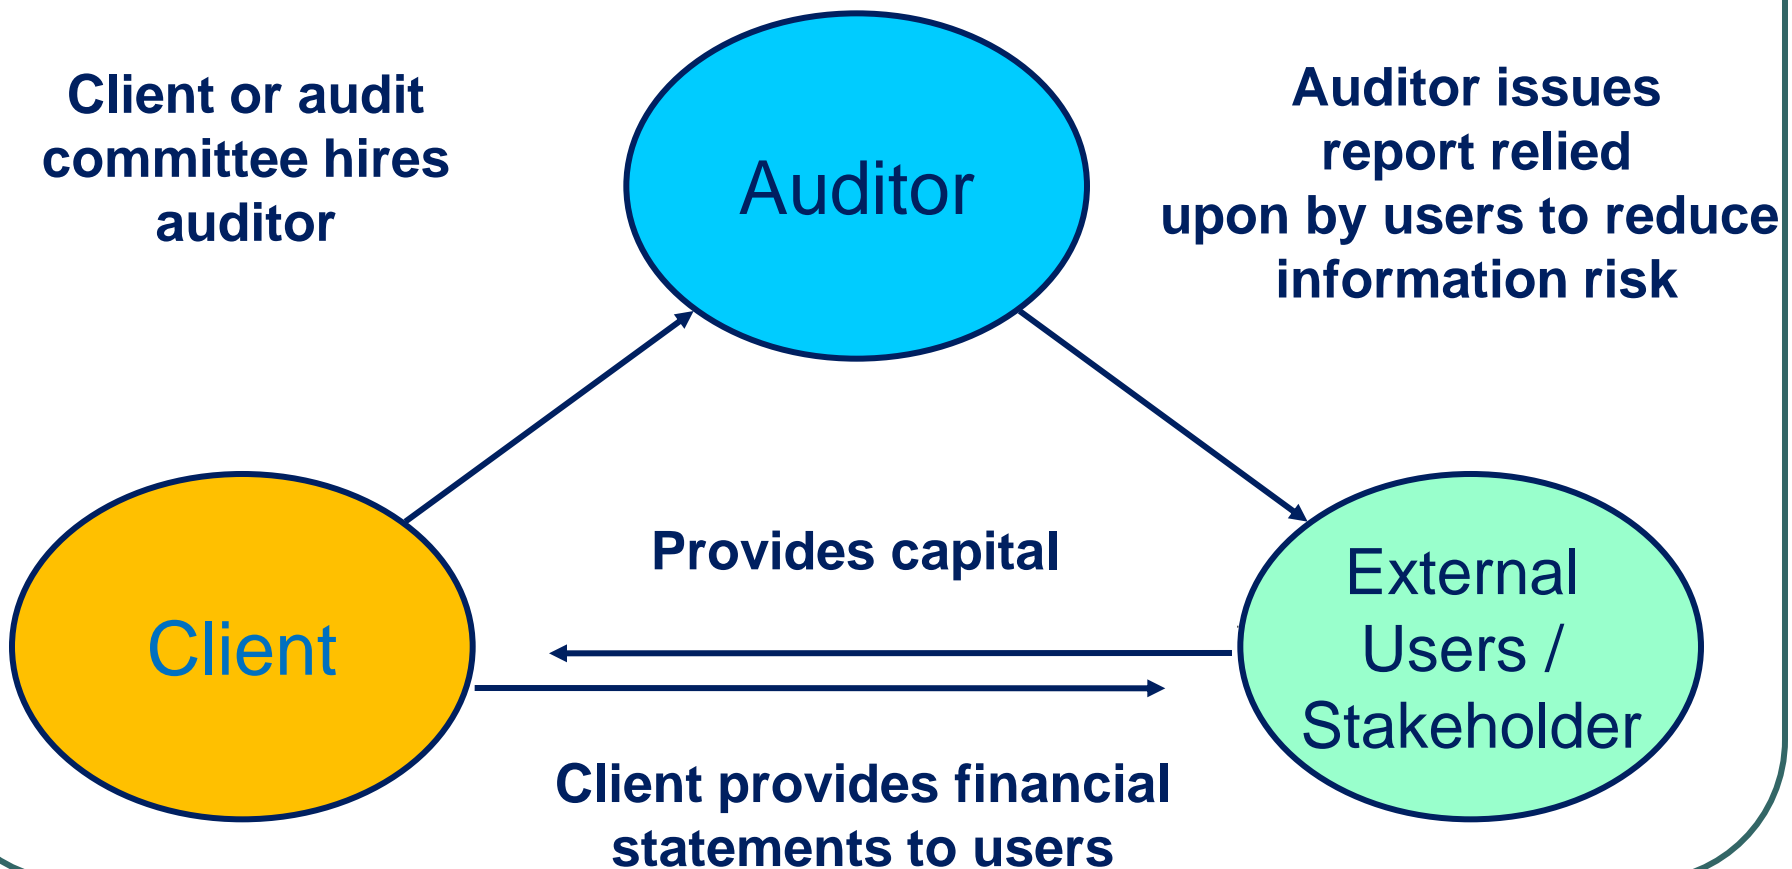 Client or audit
committee hires
auditor
Auditor
Auditor issues
report relied
upon by users to reduce
information risk
Provides capital
Client
External
Users /
Stakeholder
Client provides financial
statements to users